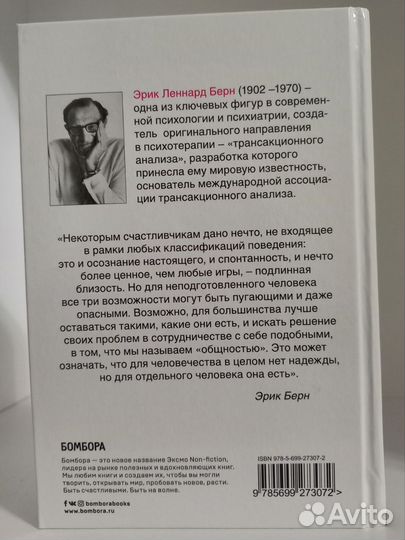 Эрик Леннард Берн (1902 –1970) –
одна из ключевых фигур в современ-
ной психологии и психиатрии, созда-
тель оригинального направления
в психотерапии – «трансакционного
анализа», разработка которого
принесла ему мировую известность,
основатель международной ассоциа-
ции трансакционного анализа.
«Некоторым счастливчикам дано нечто, не входящее
в рамки любых классификаций поведения:
это и осознание настоящего, и спонтанность, и нечто
более ценное, чем любые игры, – подлинная
близость. Но для неподготовленного человека
все три возможности могут быть пугающими и даже
опасными. Возможно, для большинства лучше
оставаться такими, какие они есть, и искать решение
своих проблем в сотрудничестве с себе подобными,
в том, что мы называем «общностью». Это может
означать, что для человечества в целом нет надежды,
но для отдельного человека она есть».
Эрик Берн
БОМБОРА
Бомбора — это новое название Эксмо Non-fiction,
лидера на рынке полезных и вдохновляющих книг.
Мы любим книги и создаем их, чтобы вы могли
творить, открывать мир, пробовать новое, расти.
Быть счастливыми. Быть на волне.
bomborabooks
www.bombora.ru
ISBN 978-5-699-27307-2
9 785699 273072 >
Avito